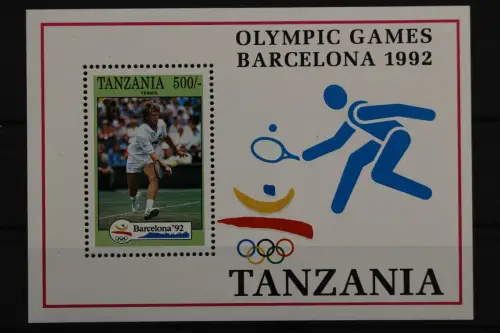 OLYMPIC GAMES
BARCELONA 1992
TANZANIA 500/-
TENNIS
Barcelona'92
TANZANIA